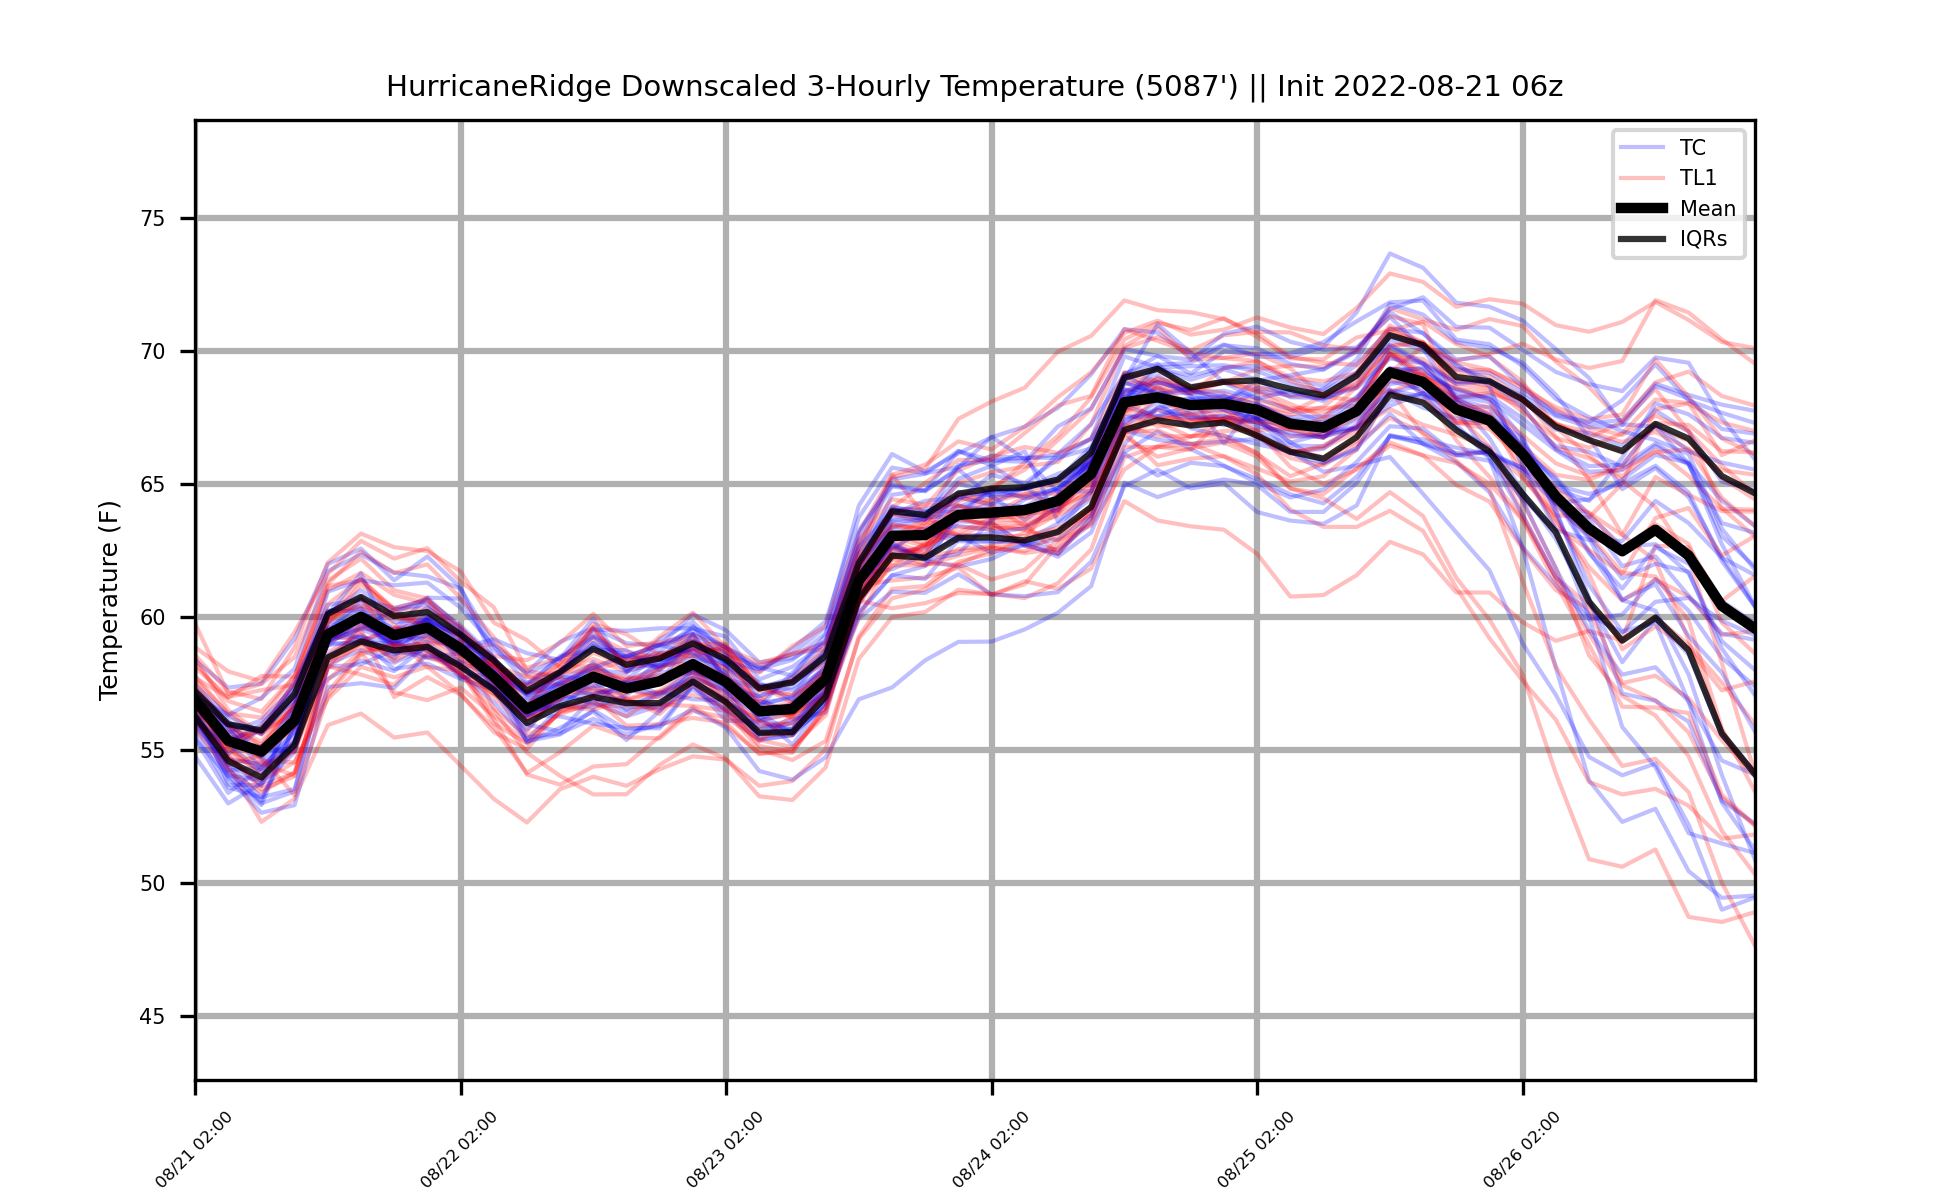 HurricaneRidge Downscaled 3-Hourly Temperature (5087') || Init 2022-08-21 06z
TC
TL1
Mean
IQRs
Temperature (F)
75
70
65
60
55
50
45
08/21 02:00
08/22 02:00
08/23 02:00
08/24 02:00
08/25 02:00
08/26 02:00